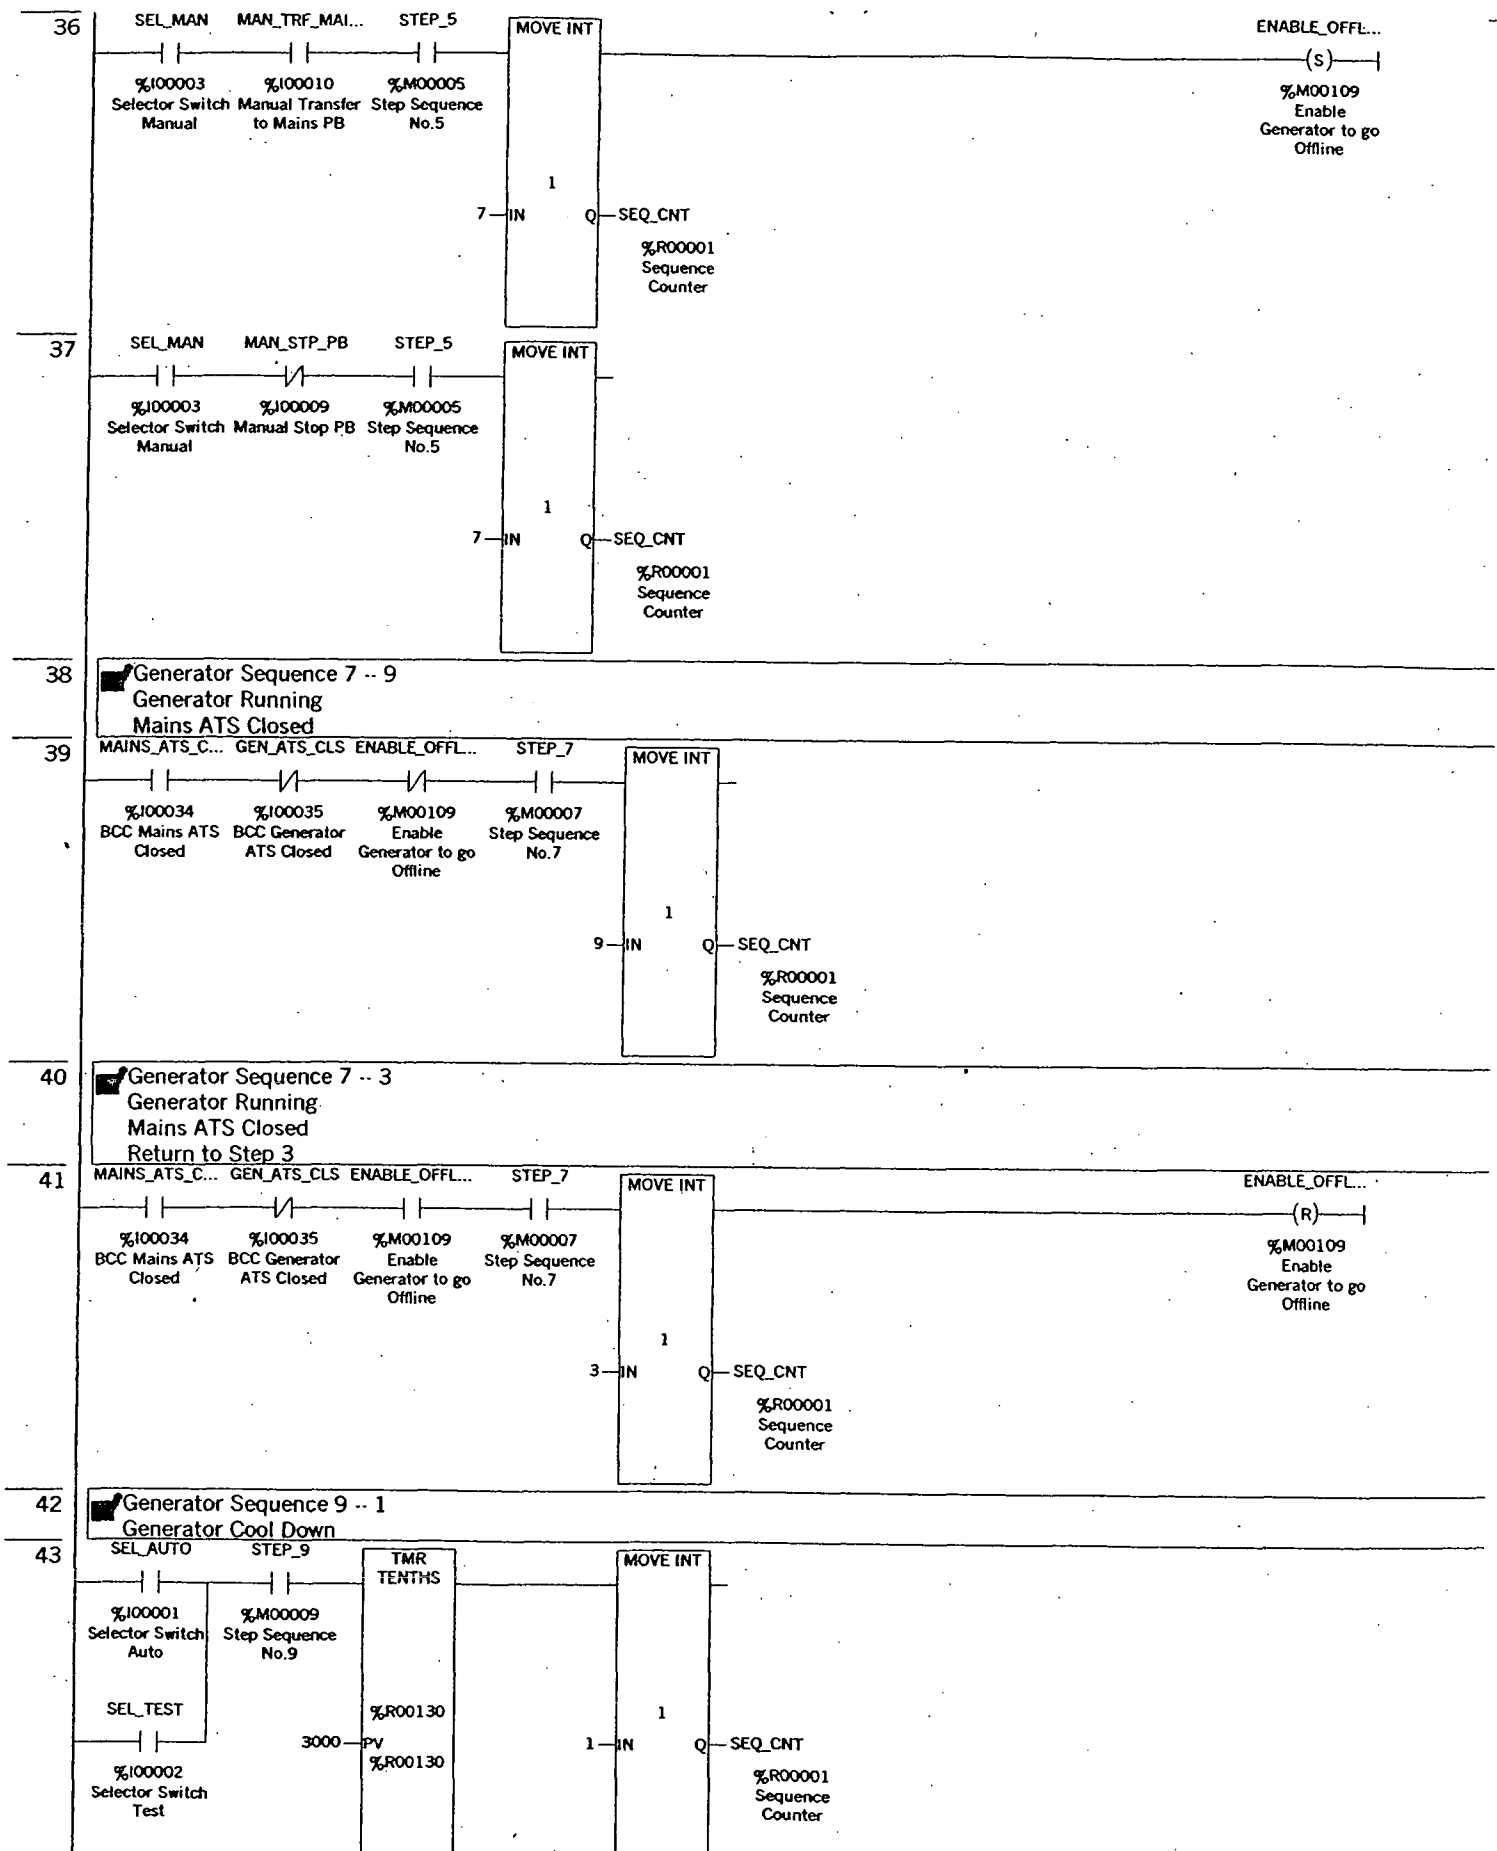 36
SEL_MAN MAN_TRF_MAI... STEP_5
MOVE INT
ENABLE_OFFL...
(S)
%I00003 %I00010 %M00005
%M00109
Selector Switch Manual Transfer Step Sequence
Enable
Manual to Mains PB No.5
Generator to go
Offline
1
7 IN Q SEQ_CNT
%R00001
Sequence
Counter
37
SEL_MAN MAN_STP_PB STEP_5
MOVE INT
%I00003 %I00009 %M00005
Selector Switch Manual Stop PB Step Sequence
Manual No.5
1
7 IN Q SEQ_CNT
%R00001
Sequence
Counter
38
Generator Sequence 7 -- 9
Generator Running
Mains ATS Closed
39
MAINS_ATS_C... GEN_ATS_CLS ENABLE_OFFL... STEP_7
MOVE INT
%I00034 %I00035 %M00109 %M00007
BCC Mains ATS BCC Generator Enable Step Sequence
Closed ATS Closed Generator to go No.7
Offline
1
9 IN Q SEQ_CNT
%R00001
Sequence
Counter
40
Generator Sequence 7 -- 3
Generator Running
Mains ATS Closed
Return to Step 3
41
MAINS_ATS_C... GEN_ATS_CLS ENABLE_OFFL... STEP_7
MOVE INT
ENABLE_OFFL...
(R)
%I00034 %I00035 %M00109 %M00007
%M00109
BCC Mains ATS BCC Generator Enable Step Sequence
Enable
Closed ATS Closed Generator to go No.7
Generator to go
Offline
Offline
1
3 IN Q SEQ_CNT
%R00001
Sequence
Counter
42
Generator Sequence 9 -- 1
Generator Cool Down
43
SEL_AUTO STEP_9
TMR
TENTHS
MOVE INT
%I00001 %M00009
Selector Switch Step Sequence
Auto No.9
SEL_TEST
%R00130
1
3000 PV
1 IN Q SEQ_CNT
%R00130
%I00002
Selector Switch
Test
%R00001
Sequence
Counter